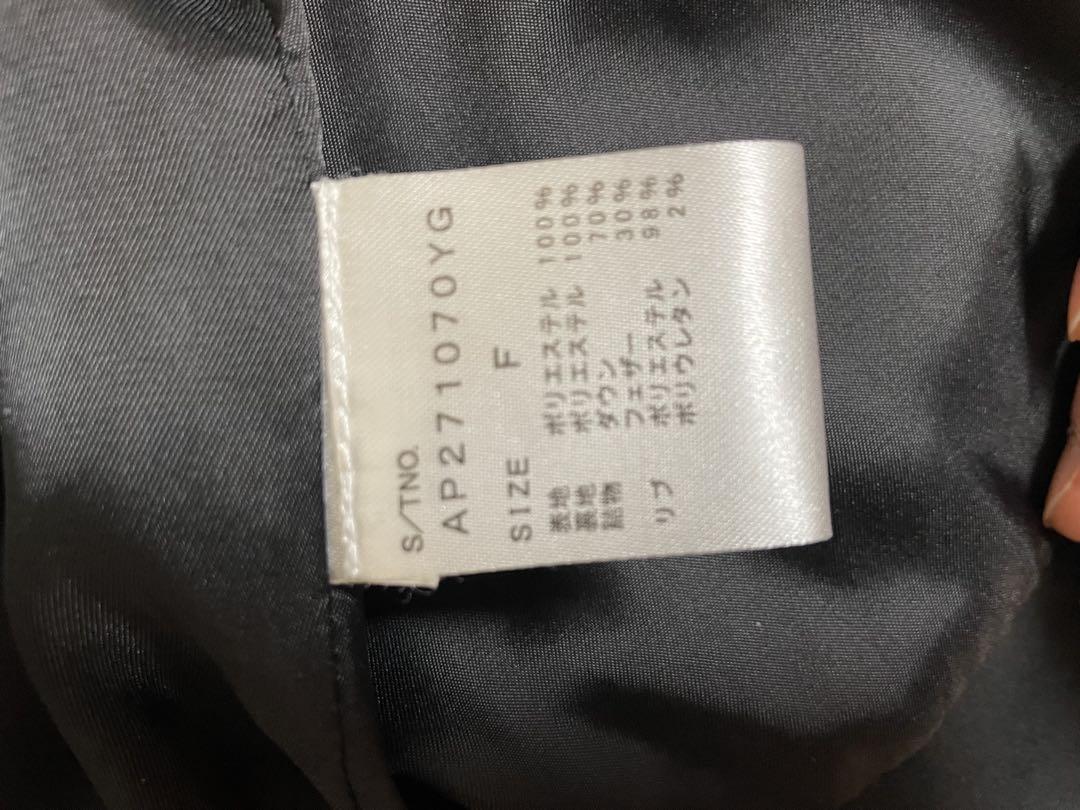 S/TNO.
AP271070YG
SIZE F
表地 ポリエステル 100%
裏地 ポリエステル 100%
詰物 ダウン 70%
フェザー 30%
リブ ポリエステル 98%
ポリウレタン 2%